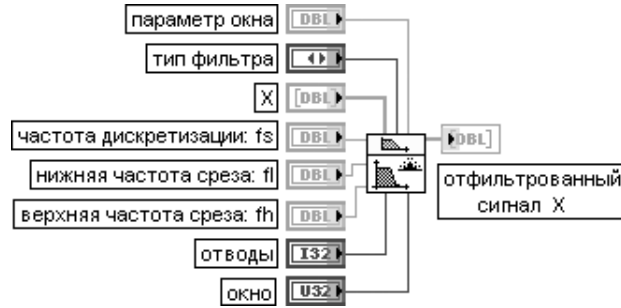 параметр окна DBL
тип фильтра
X [DBL]
частота дискретизации: fs DBL
нижняя частота среза: fl DBL
верхняя частота среза: fh DBL
отводы I32
окно U32
DBL]
отфильтрованный
сигнал X